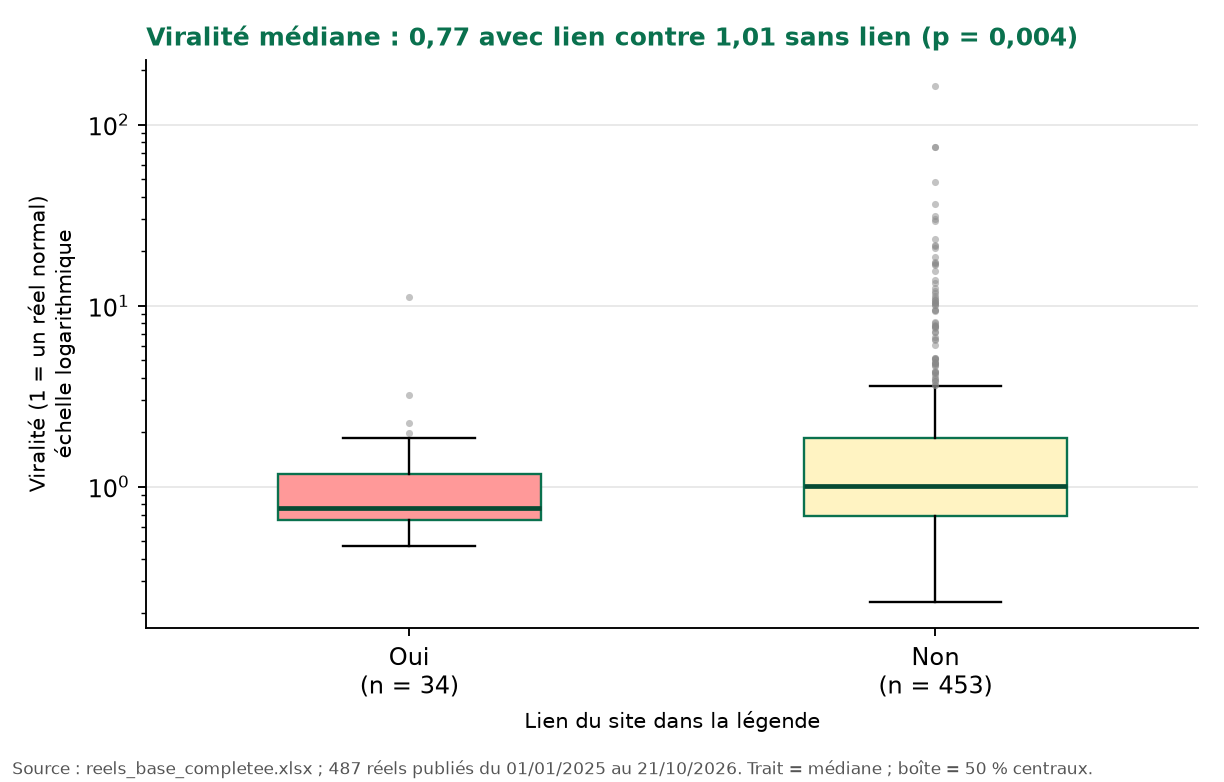 Viralité médiane : 0,77 avec lien contre 1,01 sans lien (p = 0,004)
Viralité (1 = un réel normal)
échelle logarithmique
10²
10¹
10⁰
Oui
(n = 34)
Non
(n = 453)
Lien du site dans la légende
Source : reels_base_completee.xlsx ; 487 réels publiés du 01/01/2025 au 21/10/2026. Trait = médiane ; boîte = 50 % centraux.